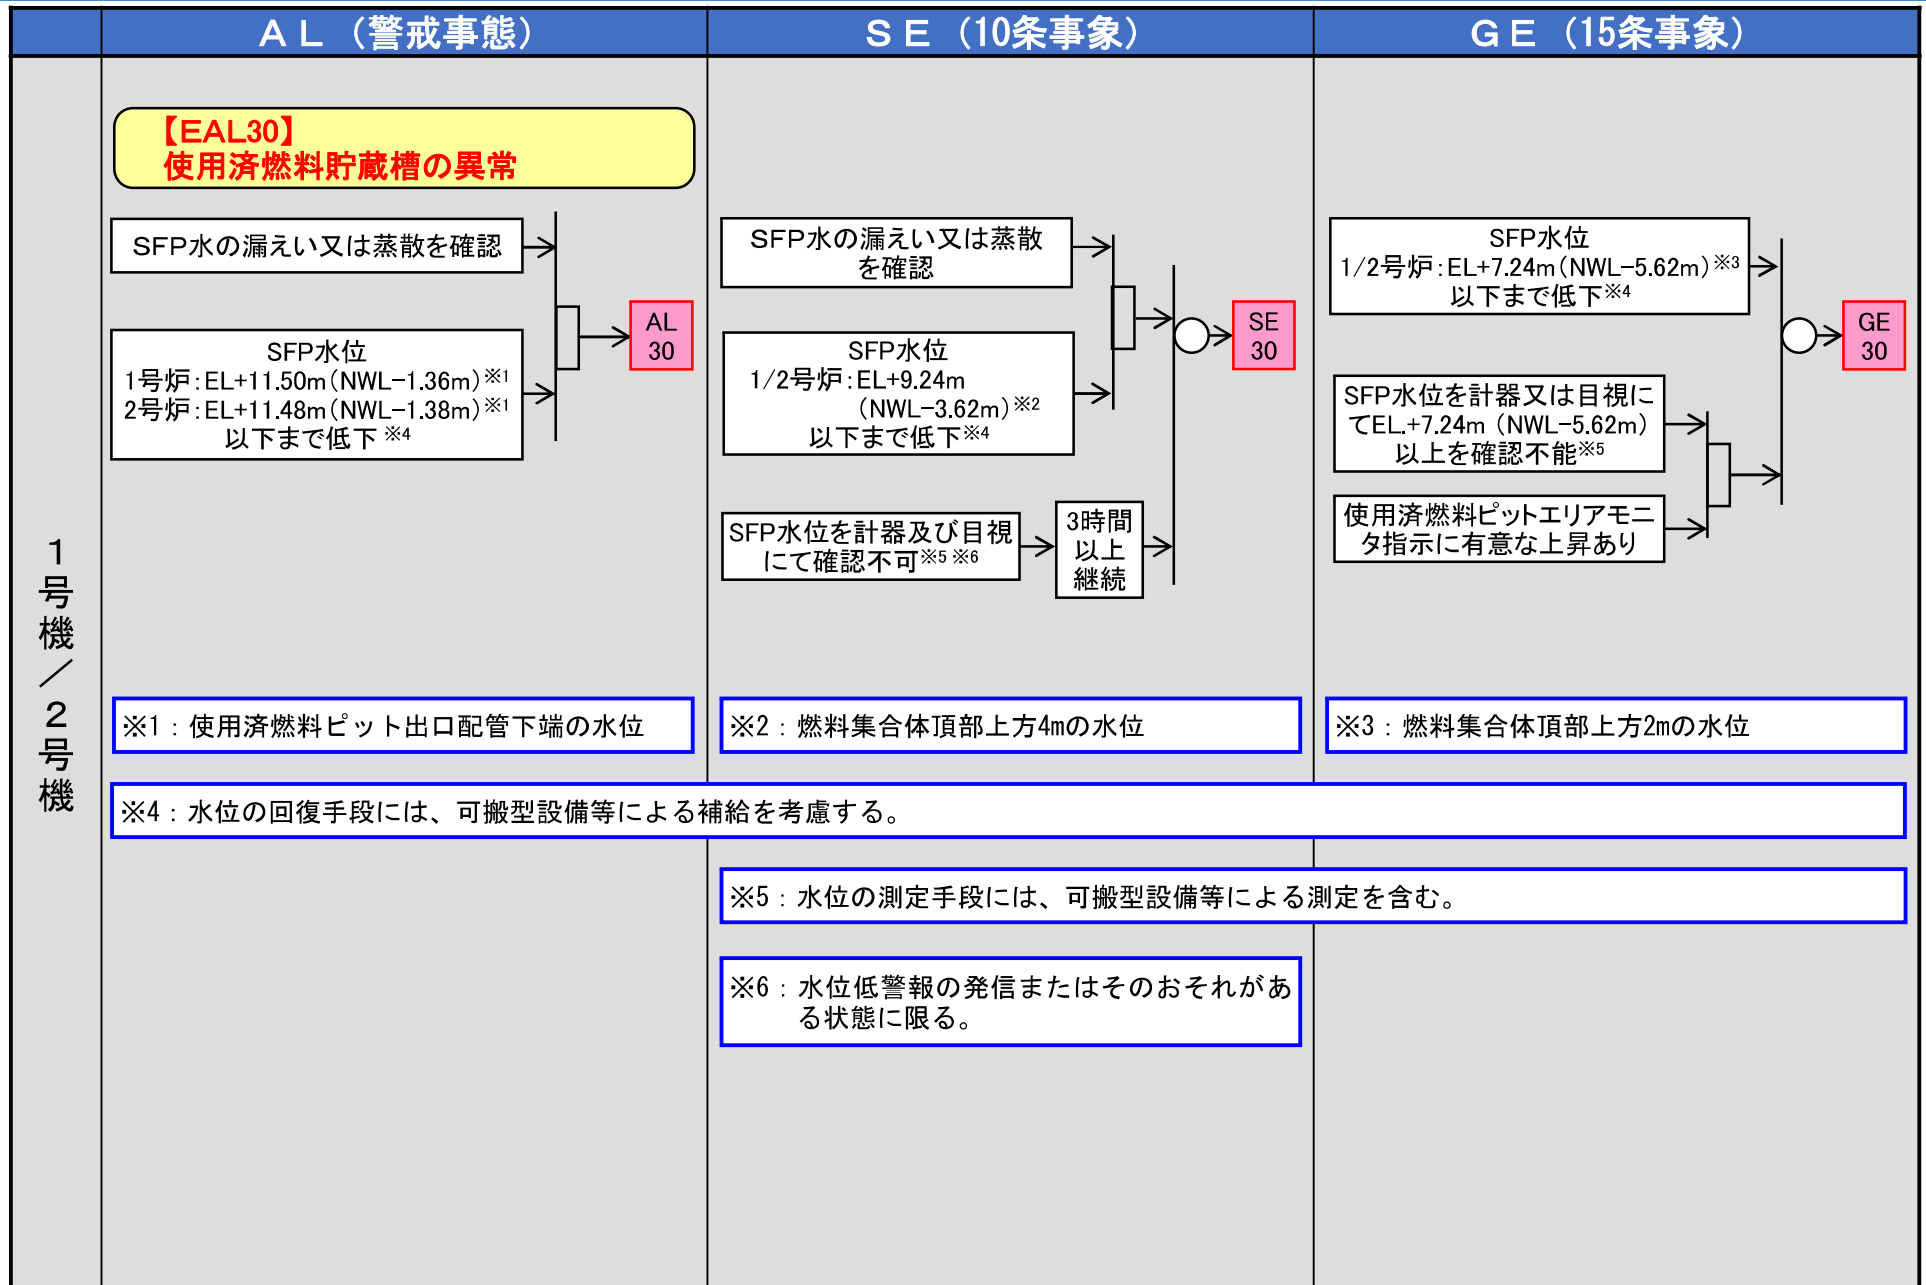 ＡＬ（警戒事態）
ＳＥ（10条事象）
ＧＥ（15条事象）
1号機／2号機
【EAL30】
使用済燃料貯蔵槽の異常
SFP水の漏えい又は蒸散を確認
SFP水位
1号炉：EL+11.50m（NWL−1.36m）※1
2号炉：EL+11.48m（NWL−1.38m）※1
以下まで低下※4
AL
30
SFP水の漏えい又は蒸散
を確認
SFP水位
1/2号炉：EL+9.24m
（NWL−3.62m）※2
以下まで低下※4
SFP水位を計器及び目視
にて確認不可※5 ※6
3時間
以上
継続
SE
30
SFP水位
1/2号炉：EL+7.24m（NWL−5.62m）※3
以下まで低下※4
SFP水位を計器又は目視に
てEL.+7.24m（NWL−5.62m）
以上を確認不能※5
使用済燃料ピットエリアモニ
タ指示に有意な上昇あり
GE
30
※1：使用済燃料ピット出口配管下端の水位
※2：燃料集合体頂部上方4mの水位
※3：燃料集合体頂部上方2mの水位
※4：水位の回復手段には、可搬型設備等による補給を考慮する。
※5：水位の測定手段には、可搬型設備等による測定を含む。
※6：水位低警報の発信またはそのおそれがあ
る状態に限る。